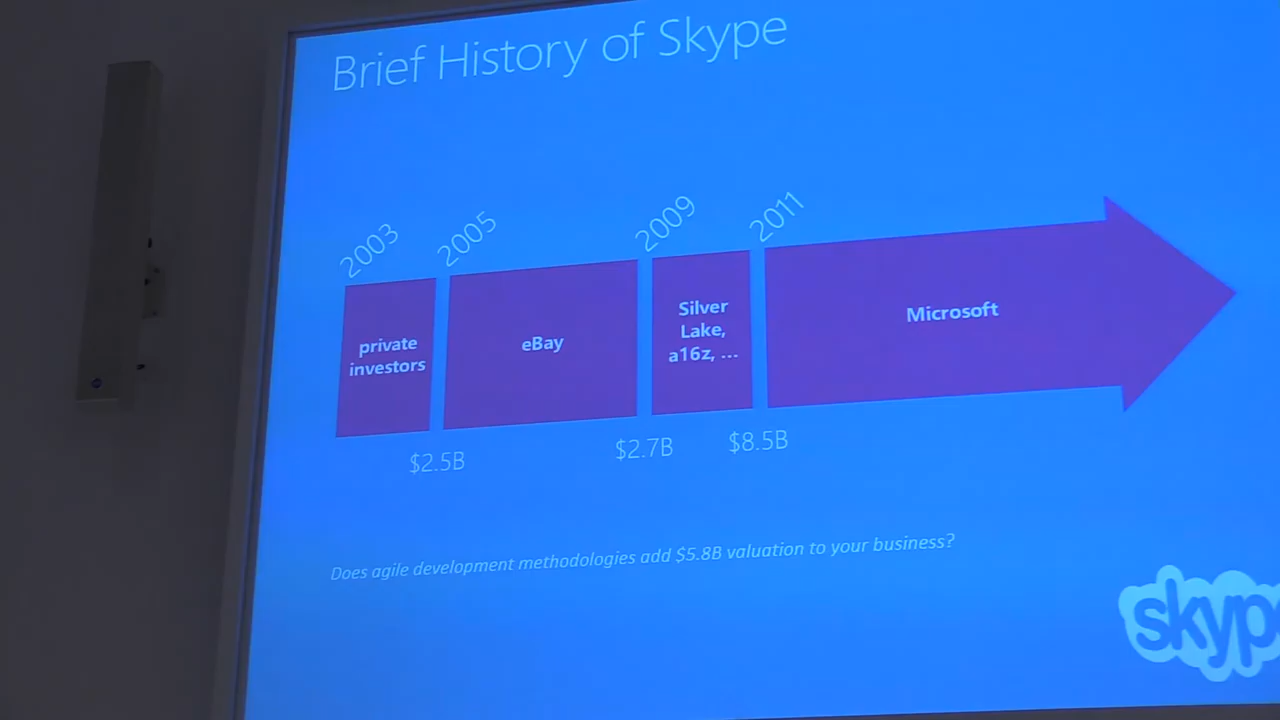 Brief History of Skype
2003
2005
2009
2011
private
investors
eBay
Silver
Lake,
a16z, ...
Microsoft
$2.5B
$2.7B
$8.5B
Does agile development methodologies add $5.8B valuation to your business?
skype